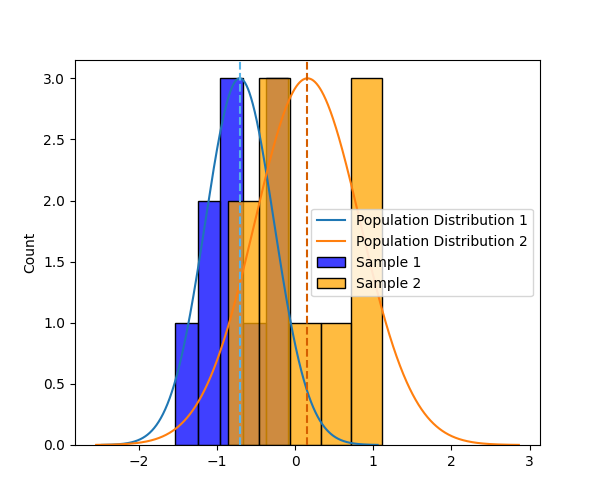 3.0
2.5
2.0
1.5
1.0
0.5
0.0
Count
Population Distribution 1
Population Distribution 2
Sample 1
Sample 2
−2
−1
0
1
2
3